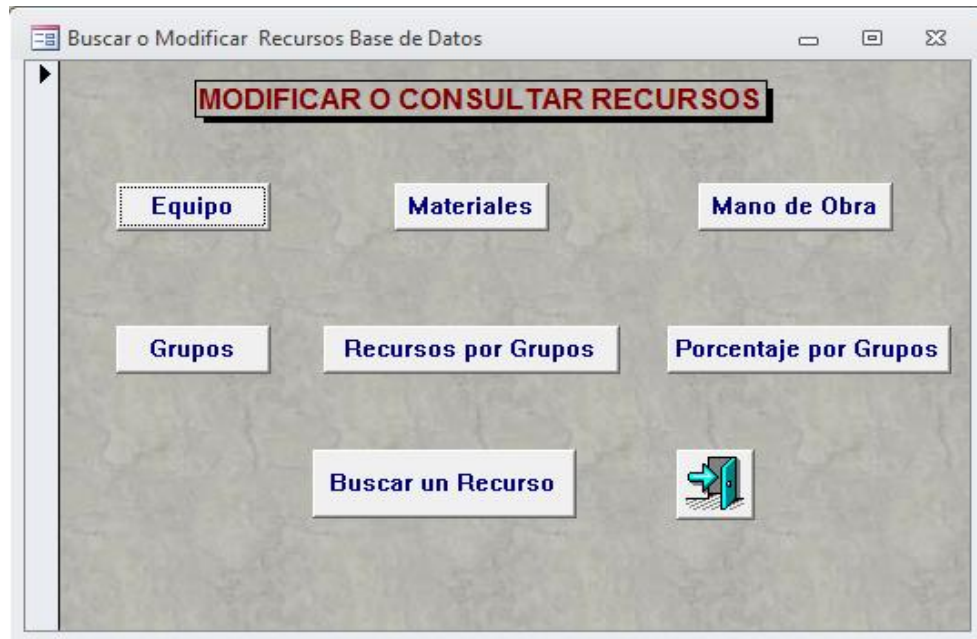 Buscar o Modificar Recursos Base de Datos
MODIFICAR O CONSULTAR RECURSOS
Equipo
Materiales
Mano de Obra
Grupos
Recursos por Grupos
Porcentaje por Grupos
Buscar un Recurso